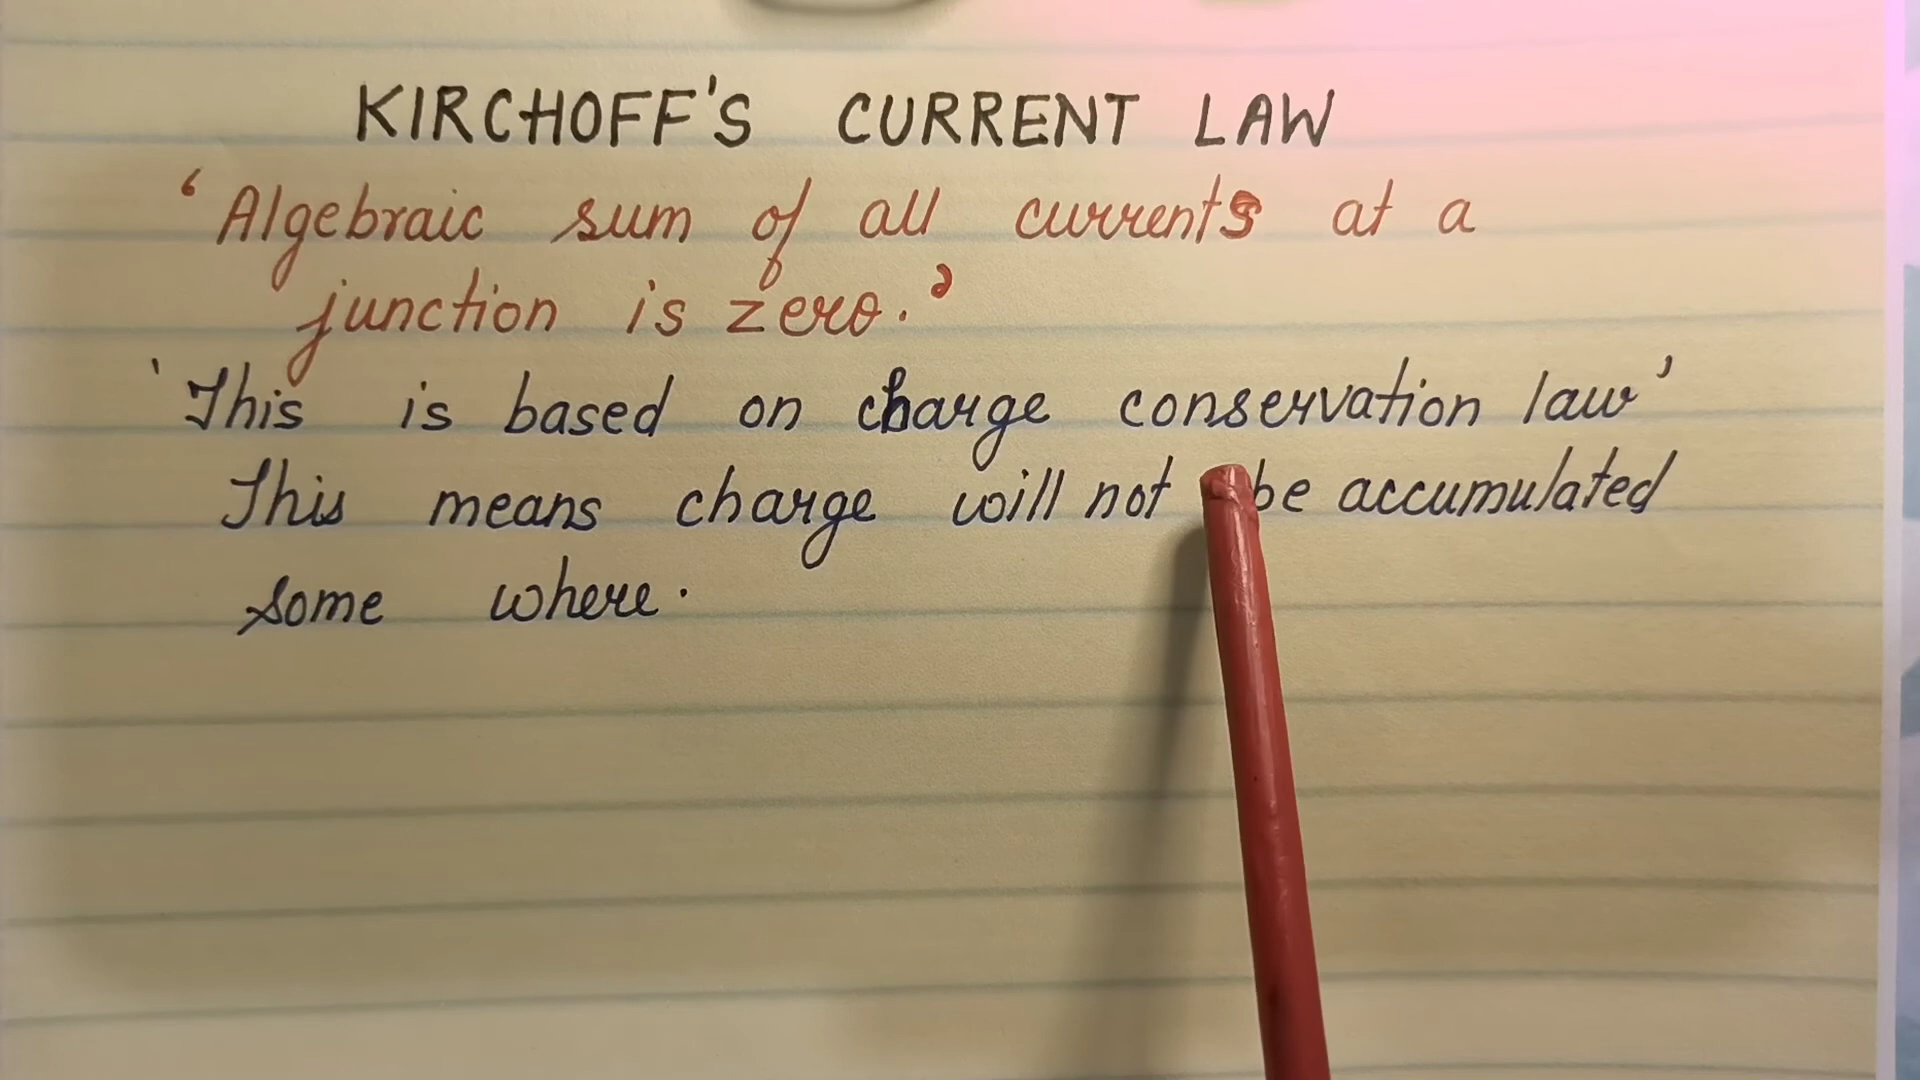 KIRCHOFF'S CURRENT LAW
‘Algebraic sum of all currents at a
junction is zero.’
'This is based on charge conservation law'
This means charge will not be accumulated
some where.